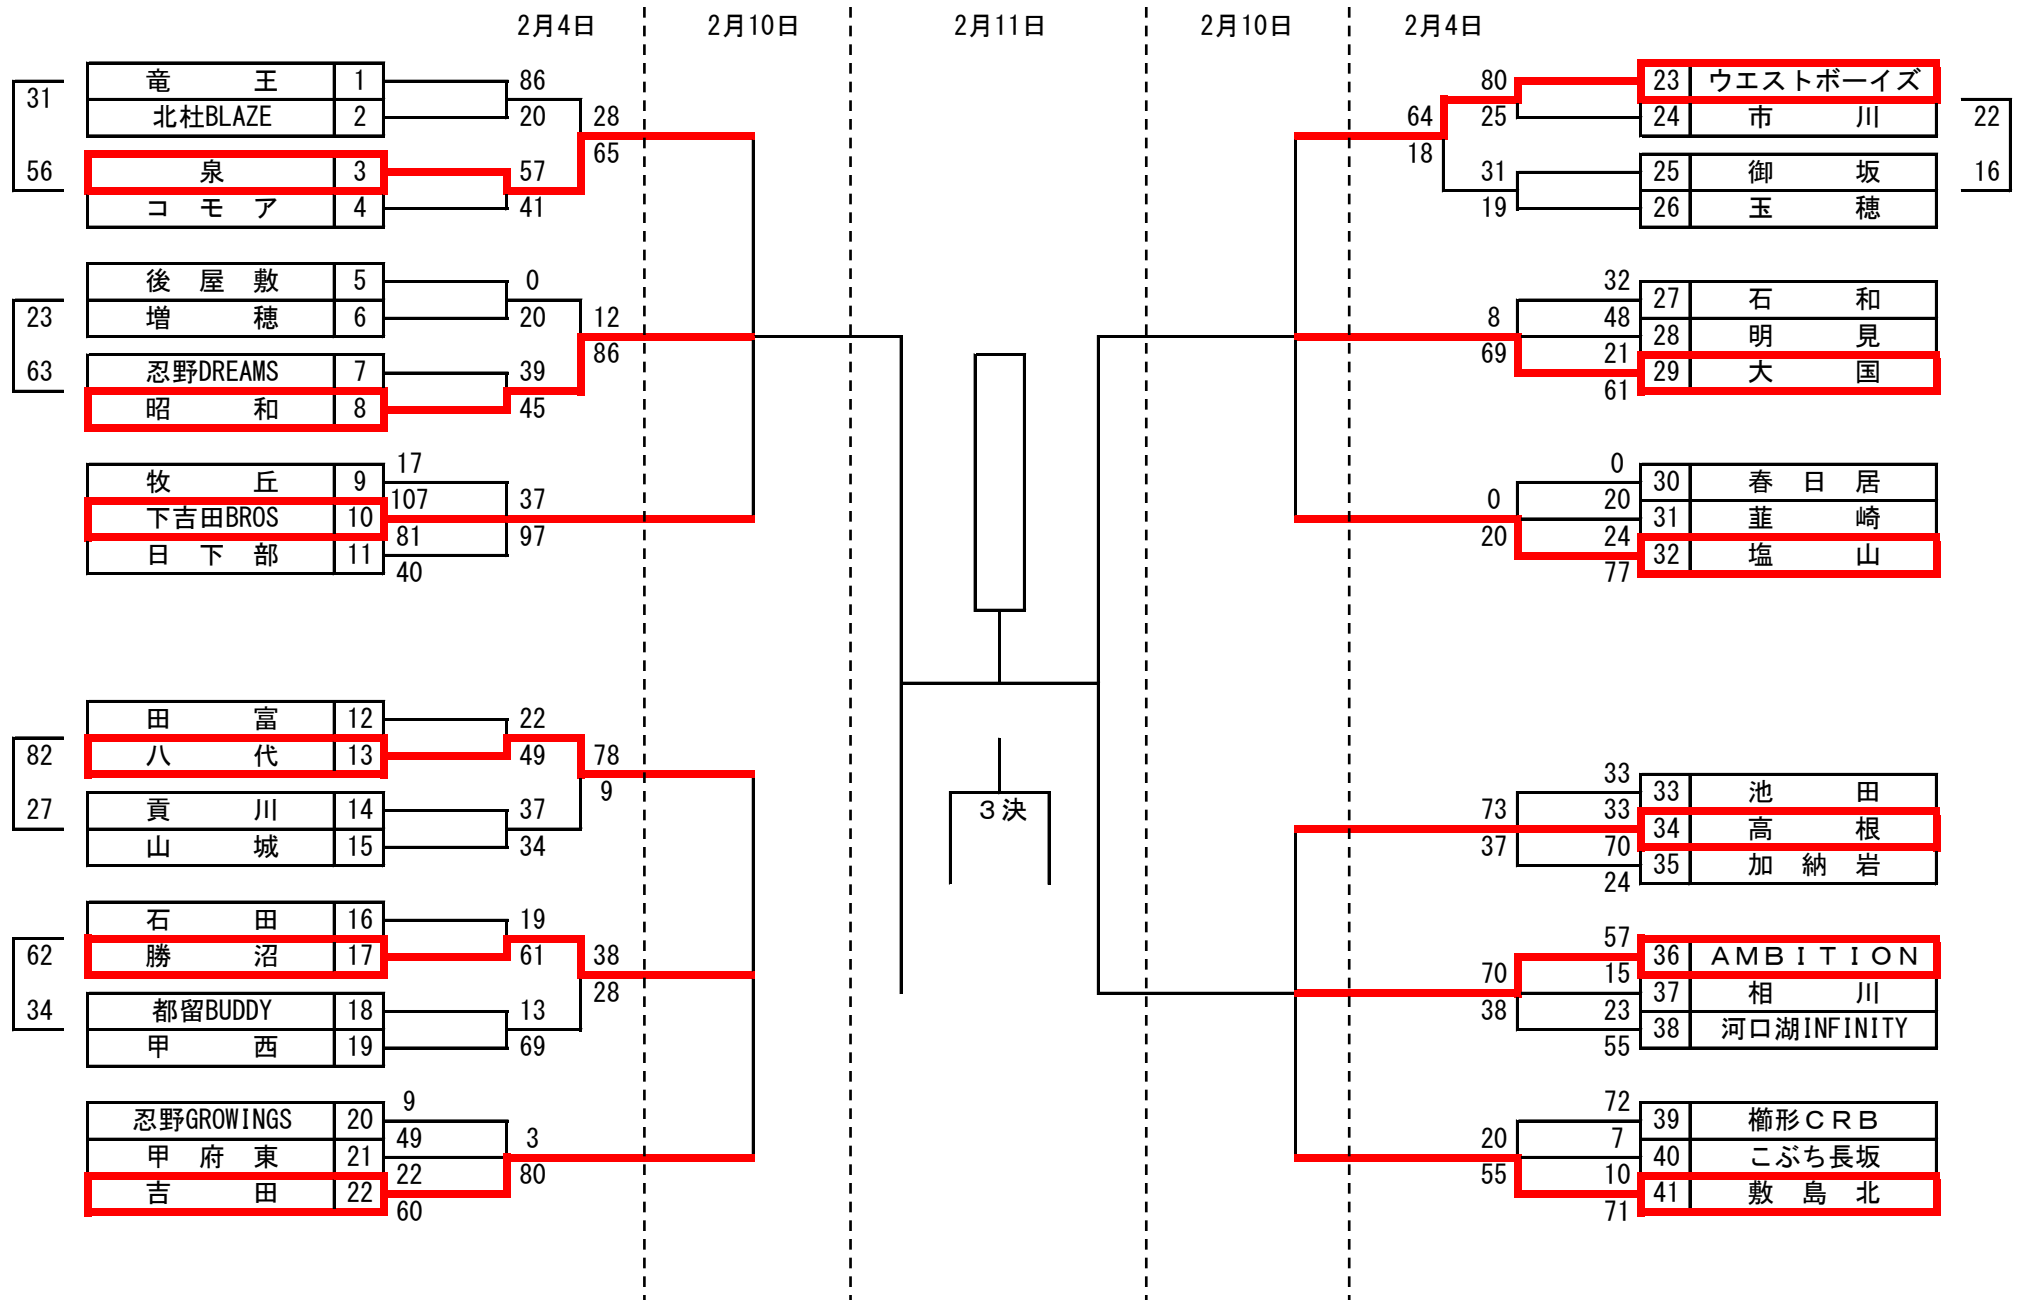 2月4日 2月10日 2月11日 2月10日 2月4日
31
56
竜王 1 86
北杜BLAZE 2 20
28
65
泉 3 57
コモア 4 41
23
63
後屋敷 5 0
増穂 6 20
12
86
忍野DREAMS 7 39
昭和 8 45
17
牧丘 9
107
下吉田BROS 10
81
日下部 11
40
37
97
82
27
田富 12 22
八代 13 49
78
9
貢川 14 37
山城 15 34
62
34
石田 16 19
勝沼 17 61
38
28
都留BUDDY 18 13
甲西 19 69
9
忍野GROWINGS 20
49
甲府東 21
22
吉田 22
60
3
80
3決
80 23 ウエストボーイズ
25 24 市川
64
18
31 25 御坂
19 26 玉穂
22
16
32
27 石和
48
28 明見
21
29 大国
61
8
69
0
30 春日居
20
31 韮崎
24
32 塩山
77
0
20
33
33 池田
33
34 高根
70
35 加納岩
24
73
37
57
36 AMBITION
15
37 相川
23
38 河口湖INFINITY
55
70
38
72
39 櫛形CRB
7
40 こぶち長坂
10
41 敷島北
71
20
55